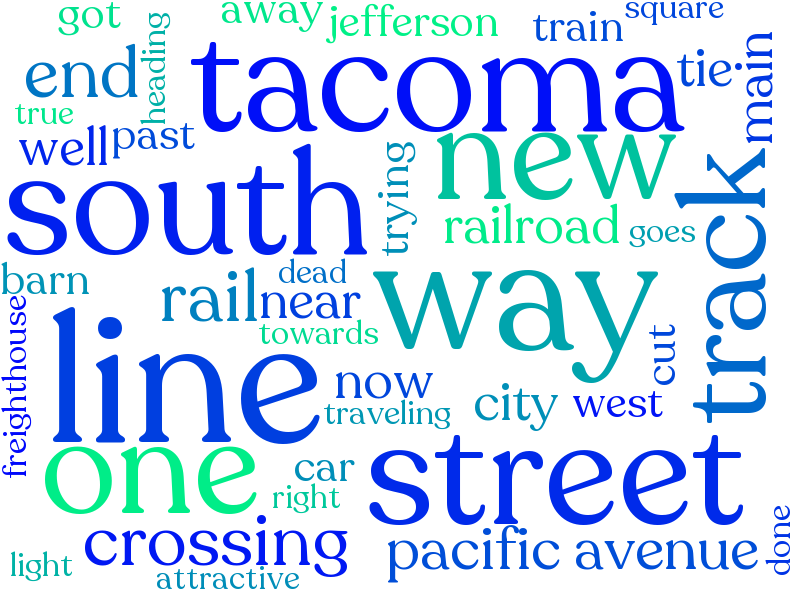 got
away
jefferson
train
square
end
heading
tacoma
tie
main
true
well
past
trying
new
south
railroad
goes
track
barn
rail
dead
near
way
towards
freighthouse
line
now
cut
traveling
city
west
one
car
street
right
crossing
pacific avenue
done
light
attractive